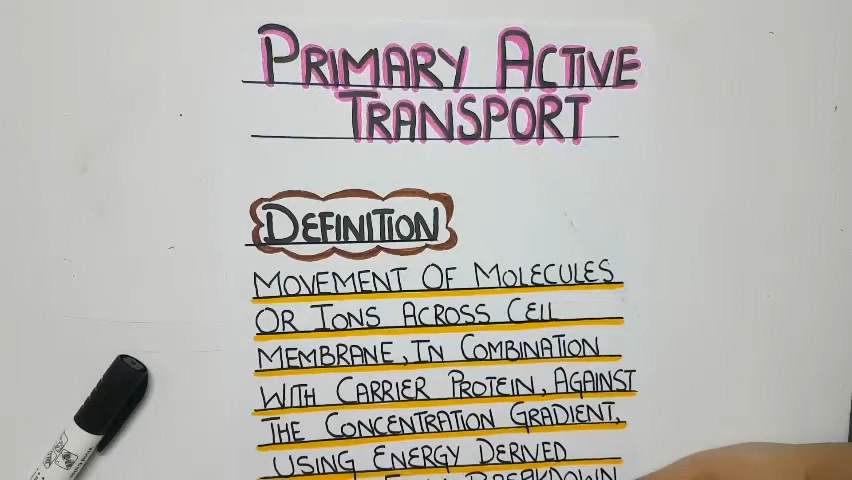 PRIMARY ACTIVE
TRANSPORT
DEFINITION
MOVEMENT OF MOLECULES
OR IONS ACROSS CELL
MEMBRANE, IN COMBINATION
WITH CARRIER PROTEIN, AGAINST
THE CONCENTRATION GRADIENT,
USING ENERGY DERIVED
BREAKDOWN